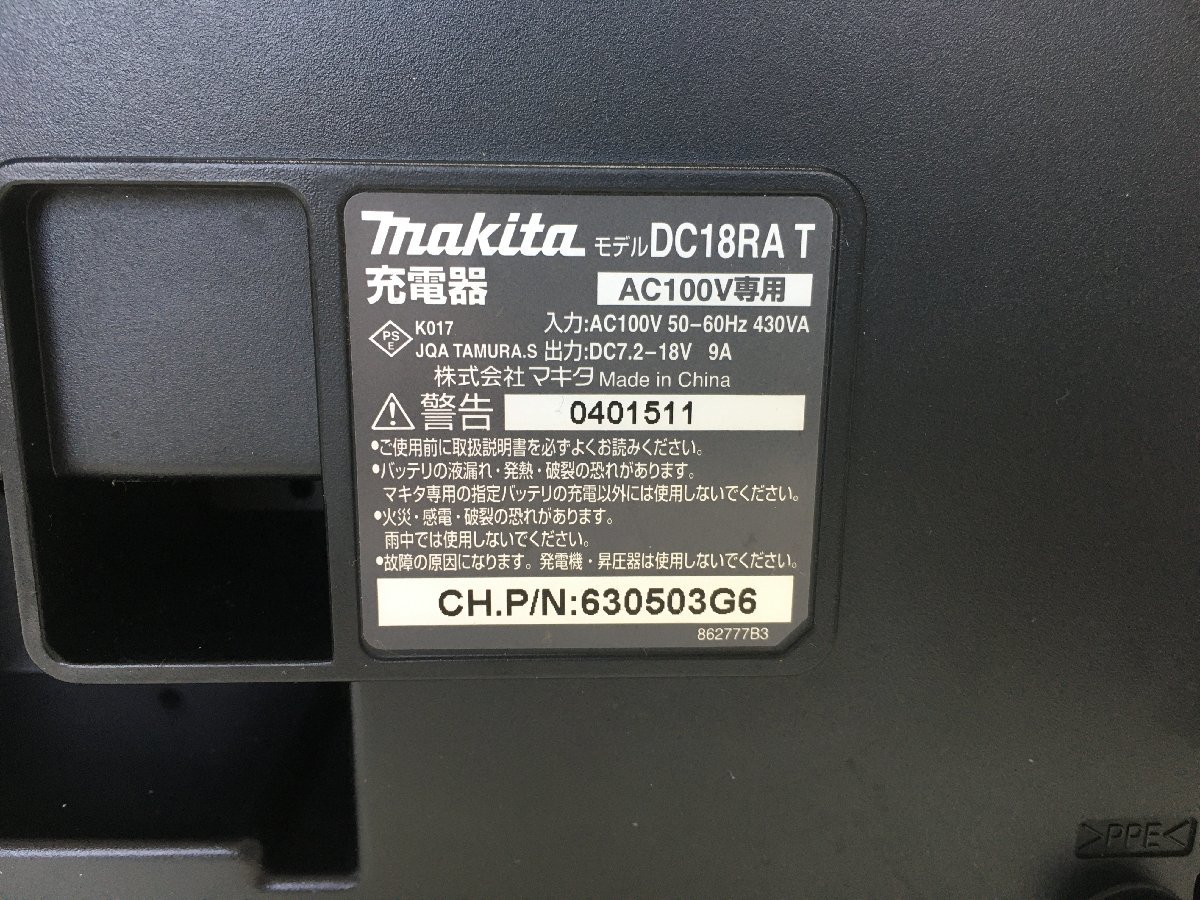 makita モデル DC18RA T
充電器 AC100V専用
PS E K017 入力:AC100V 50-60Hz 430VA
JQA TAMURA.S 出力:DC7.2-18V 9A
株式会社 マキタ Made in China
警告 0401511
•ご使用前に取扱説明書を必ずよくお読みください。
•バッテリの液漏れ・発熱・破裂の恐れがあります。
マキタ専用の指定バッテリの充電以外には使用しないでください。
•火災・感電・破裂の恐れがあります。
雨中では使用しないでください。
•故障の原因になります。発電機・昇圧器は使用しないでください。
CH.P/N:630503G6
862777B3
>PPE<